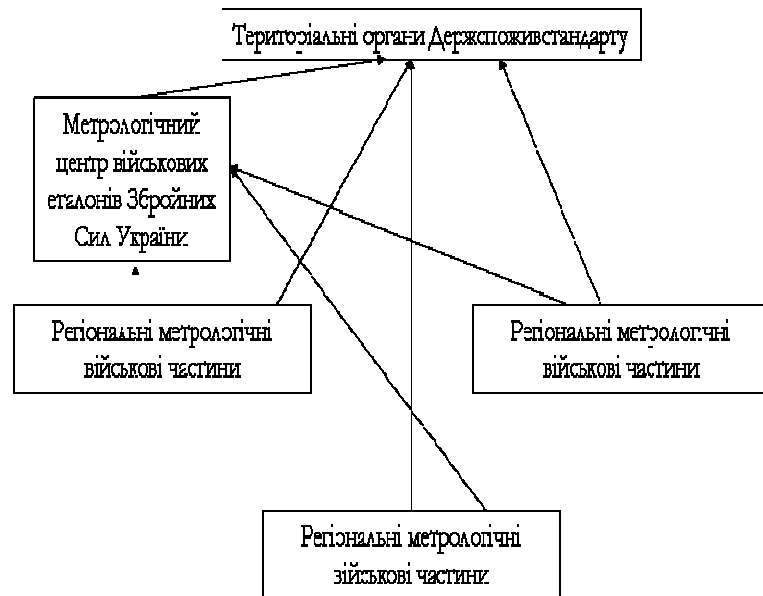 Територіальні органи Держспоживстандарту
Метрологічний
центр військових
еталонів Збройних
Сил України
Регіональні метрологічні
військові частини
Регіональні метрологічні
військові частини
Регіональні метрологічні
військові частини